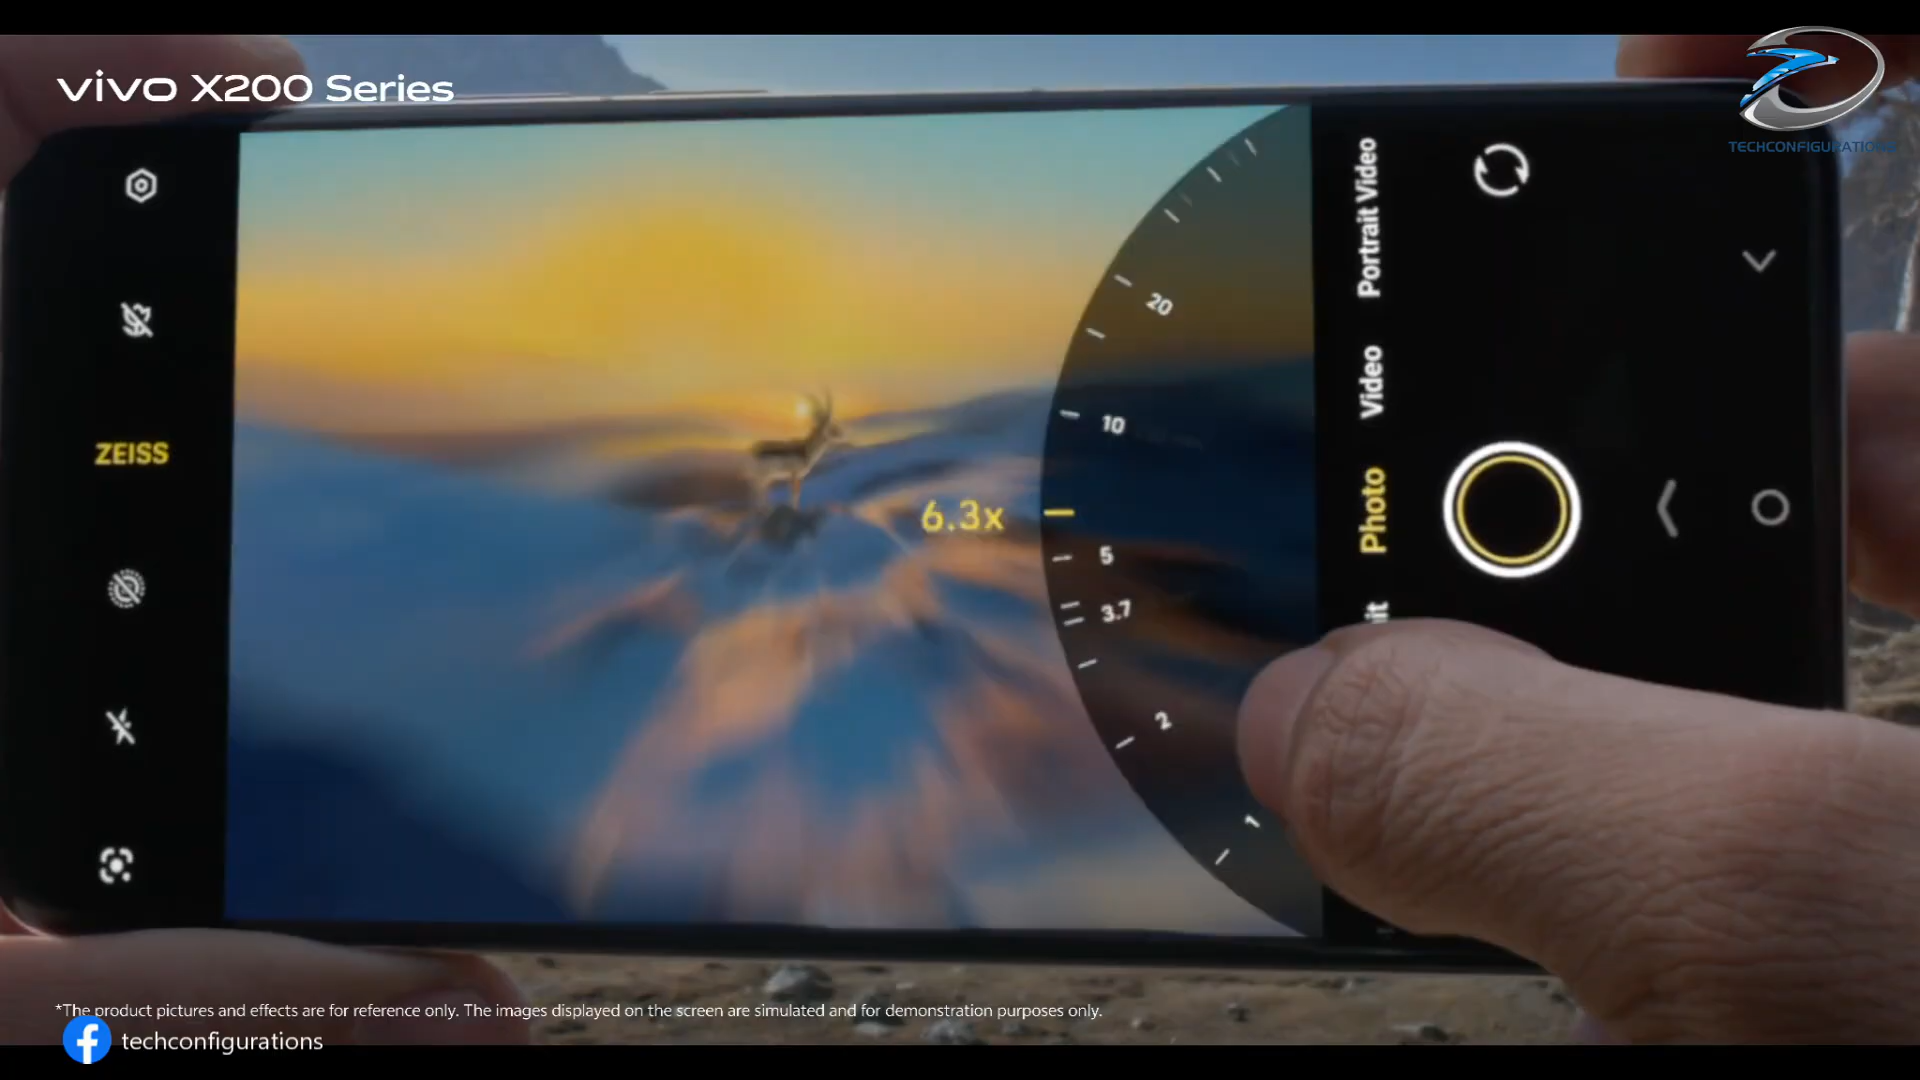 vivo X200 Series
TECHCONFIGURATIONS
Portrait Video
Video
Photo
it
ZEISS
6.3x
20
10
5
3.7
2
1
*The product pictures and effects are for reference only. The images displayed on the screen are simulated and for demonstration purposes only.
techconfigurations